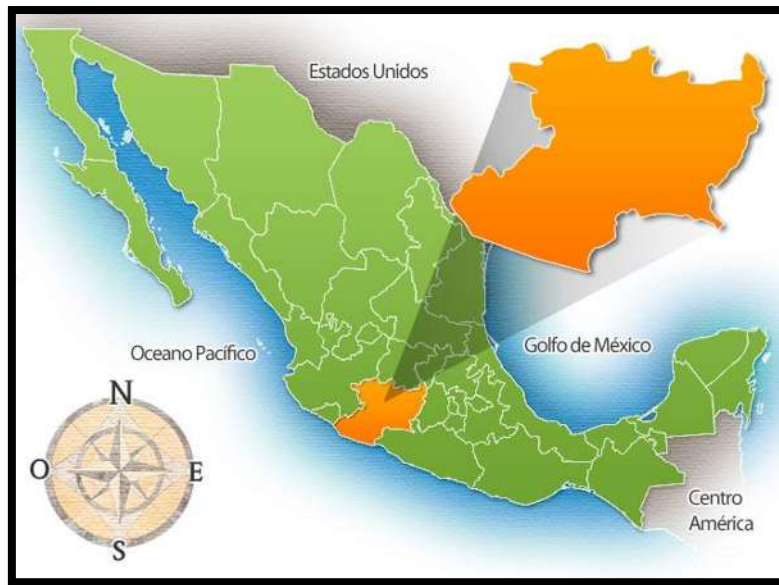 Estados Unidos
Golfo de México
Oceano Pacífico
N
O
E
S
Centro
América